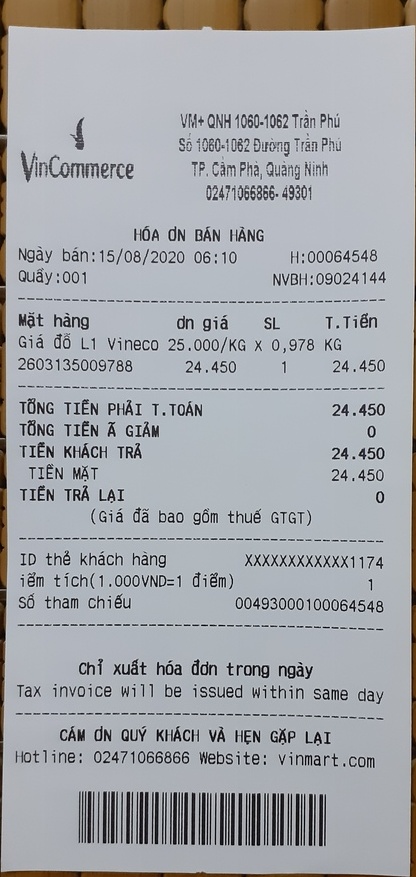 VM+ QNH 1060-1062 Trần Phú
Số 1060-1062 Đường Trần Phú
VinCommerce
TP. Cẩm Phả, Quảng Ninh
02471066866- 49301
HÓA ƠN BÁN HÀNG
Ngày bán:15/08/2020 06:10 H:00064548
Quầy:001 NVBH:09024144
Mặt hàng ơn giá SL T.Tiền
Giá đỗ L1 Vineco 25.000/KG X 0,978 KG
2603135009788 24.450 1 24.450
TỔNG TIỀN PHẢI T.TOÁN 24.450
TỔNG TIỀN Ã GIẢM 0
TIỀN KHÁCH TRẢ 24.450
TIỀN MẶT 24.450
TIỀN TRẢ LẠI 0
(Giá đã bao gồm thuế GTGT)
ID thẻ khách hàng XXXXXXXXXXXX1174
iểm tích(1.000VND=1 điểm) 1
Số tham chiếu 00493000100064548
Chỉ xuất hóa đơn trong ngày
Tax invoice will be issued within same day
CẢM ƠN QUÝ KHÁCH VÀ HẸN GẶP LẠI
Hotline: 02471066866 Website: vinmart.com